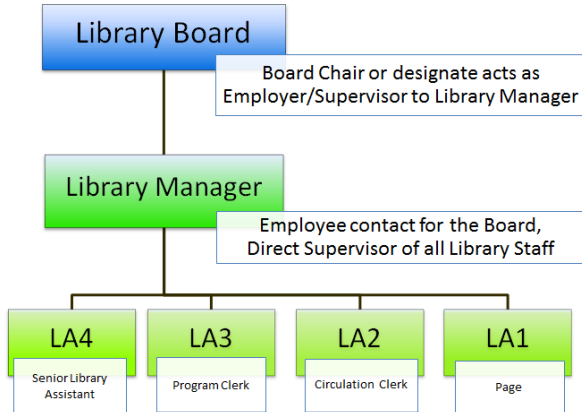 Library Board
Board Chair or designate acts as
Employer/Supervisor to Library Manager
Library Manager
Employee contact for the Board,
Direct Supervisor of all Library Staff
LA4
Senior Library
Assistant
LA3
Program Clerk
LA2
Circulation Clerk
LA1
Page